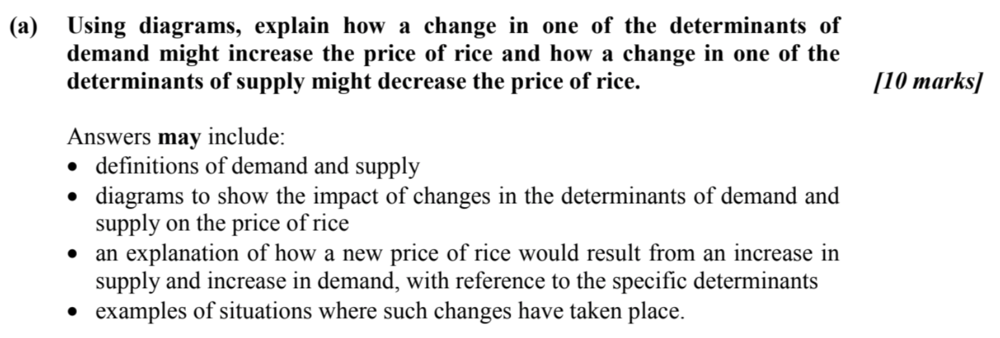 (a) Using diagrams, explain how a change in one of the determinants of
demand might increase the price of rice and how a change in one of the
determinants of supply might decrease the price of rice. [10 marks]
Answers may include:
• definitions of demand and supply
• diagrams to show the impact of changes in the determinants of demand and
supply on the price of rice
• an explanation of how a new price of rice would result from an increase in
supply and increase in demand, with reference to the specific determinants
• examples of situations where such changes have taken place.